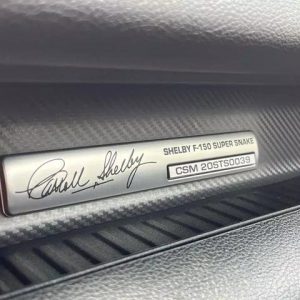 Carroll Shelby
SHELBY F-150 SUPER SNAKE
CSM 20STS0039